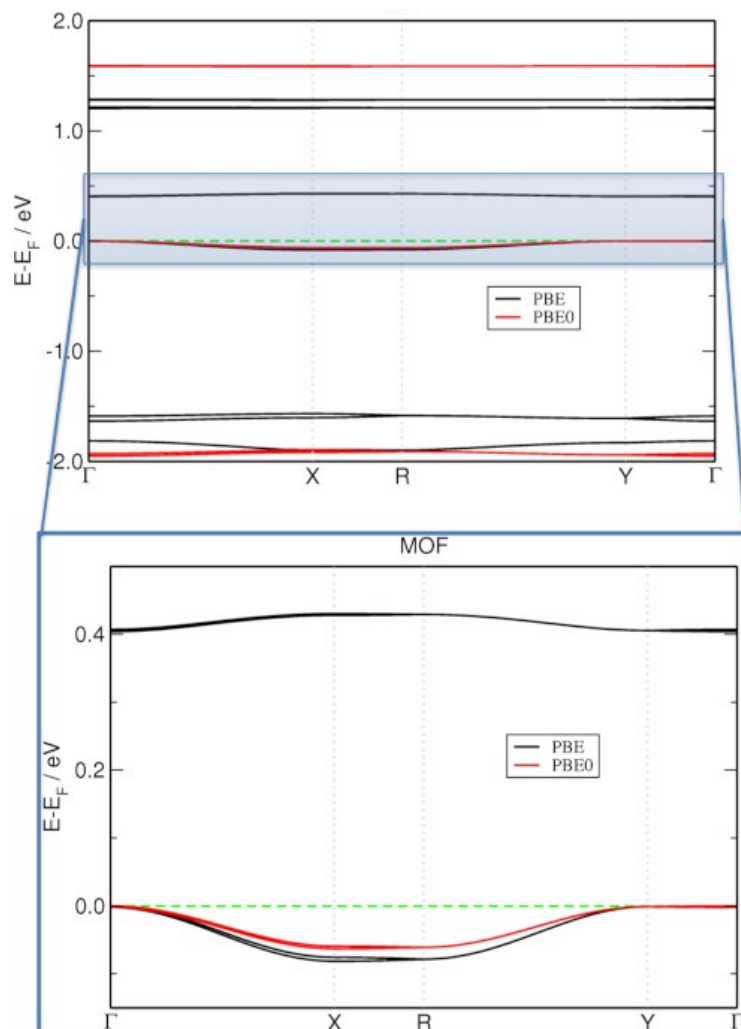 2.0
1.0
0.0
-1.0
-2.0
E-E_F / eV
PBE
PBE0
Γ X R Y Γ
MOF
0.4
0.2
0.0
E-E_F / eV
PBE
PBE0
Γ X R Y Γ